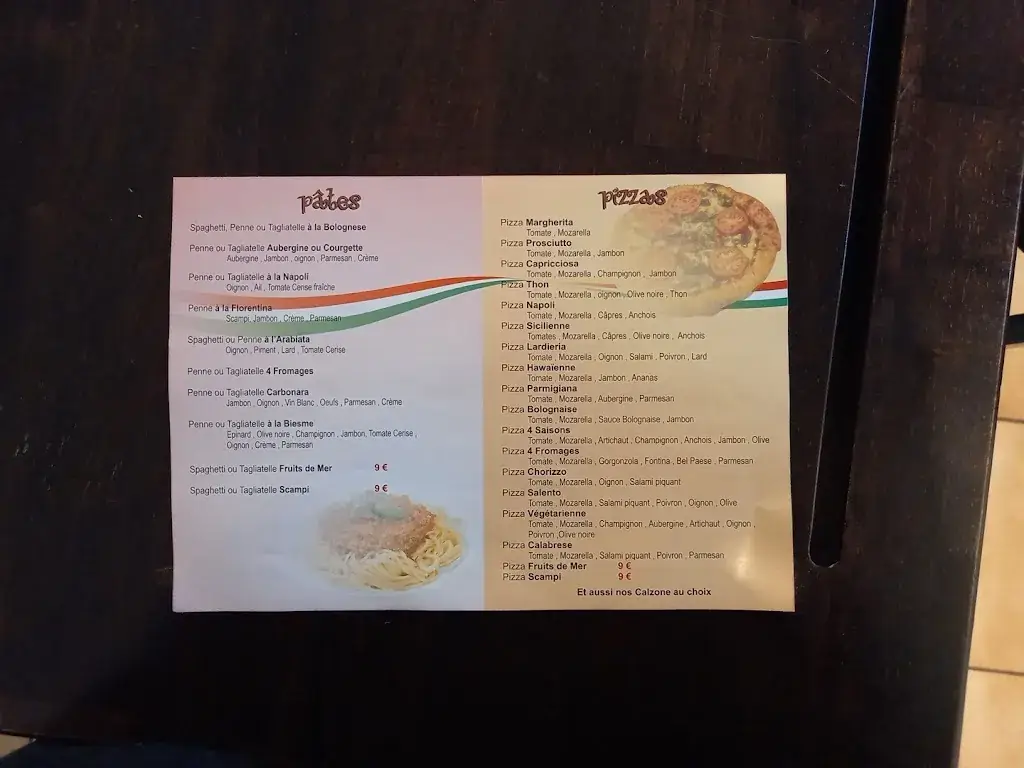 pâtes
Spaghetti, Penne ou Tagliatelle à la Bolognese
Penne ou Tagliatelle Aubergine ou Courgette
Aubergine , Jambon , oignon , Parmesan , Crème
Penne ou Tagliatelle à la Napoli
Oignon , Ail , Tomate Cerise fraîche
Penne à la Florentina
Scampi, Jambon , Crème , Parmesan
Spaghetti ou Penne à l'Arabiata
Oignon , Piment , Lard , Tomate Cerise
Penne ou Tagliatelle 4 Fromages
Penne ou Tagliatelle Carbonara
Jambon , Oignon , Vin Blanc , Oeufs , Parmesan , Crème
Penne ou Tagliatelle à la Biesme
Epinard , Olive noire , Champignon , Jambon, Tomate Cerise ,
Oignon , Crème , Parmesan
Spaghetti ou Tagliatelle Fruits de Mer 9 €
Spaghetti ou Tagliatelle Scampi 9 €
pizzas
Pizza Margherita
Tomate , Mozarella
Pizza Prosciutto
Tomate , Mozarella , Jambon
Pizza Capricciosa
Tomate , Mozarella , Champignon , Jambon
Pizza Thon
Tomate , Mozarella , oignon , Olive noire , Thon
Pizza Napoli
Tomate , Mozarella , Câpres , Anchois
Pizza Sicilienne
Tomates , Mozarella , Câpres , Olive noire , Anchois
Pizza Lardieria
Tomate , Mozarella , Oignon , Salami , Poivron , Lard
Pizza Hawaïenne
Tomate , Mozarella , Jambon , Ananas
Pizza Parmigiana
Tomate , Mozarella , Aubergine , Parmesan
Pizza Bolognaise
Tomate , Mozarella , Sauce Bolognaise , Jambon
Pizza 4 Saisons
Tomate , Mozarella , Artichaut , Champignon , Anchois , Jambon , Olive
Pizza 4 Fromages
Tomate , Mozarella , Gorgonzola , Fontina , Bel Paese , Parmesan
Pizza Chorizzo
Tomate , Mozarella , Oignon , Salami piquant
Pizza Salento
Tomate , Mozarella , Salami piquant , Poivron , Oignon , Olive
Pizza Végétarienne
Tomate , Mozarella , Champignon , Aubergine , Artichaut , Oignon ,
Poivron ,Olive noire
Pizza Calabrese
Tomate , Mozarella , Salami piquant , Poivron , Parmesan
Pizza Fruits de Mer 9 €
Pizza Scampi 9 €
Et aussi nos Calzone au choix